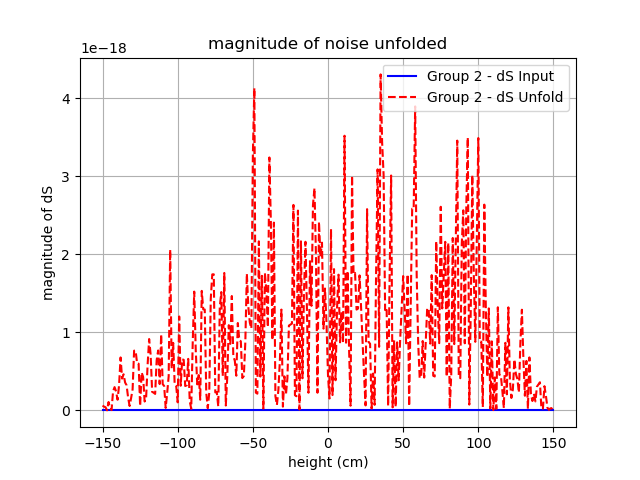 magnitude of noise unfolded
1e−18
Group 2 - dS Input
Group 2 - dS Unfold
4
3
2
1
0
magnitude of dS
−150
−100
−50
0
50
100
150
height (cm)